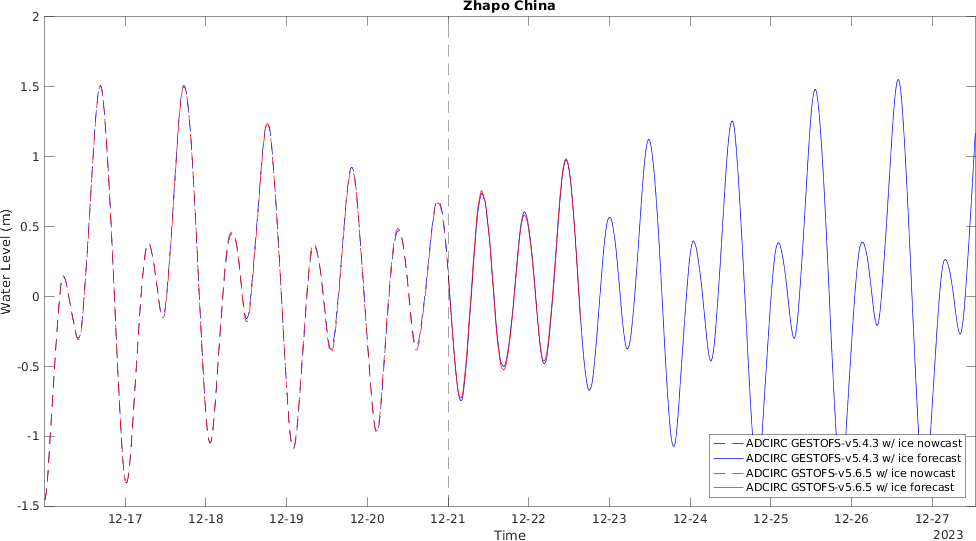 Zhapo China
2
1.5
1
0.5
0
-0.5
-1
-1.5
Water Level (m)
12-17 12-18 12-19 12-20 12-21 12-22 12-23 12-24 12-25 12-26 12-27
Time
2023
ADCIRC GESTOFS-v5.4.3 w/ ice nowcast
ADCIRC GESTOFS-v5.4.3 w/ ice forecast
ADCIRC GSTOFS-v5.6.5 w/ ice nowcast
ADCIRC GSTOFS-v5.6.5 w/ ice forecast